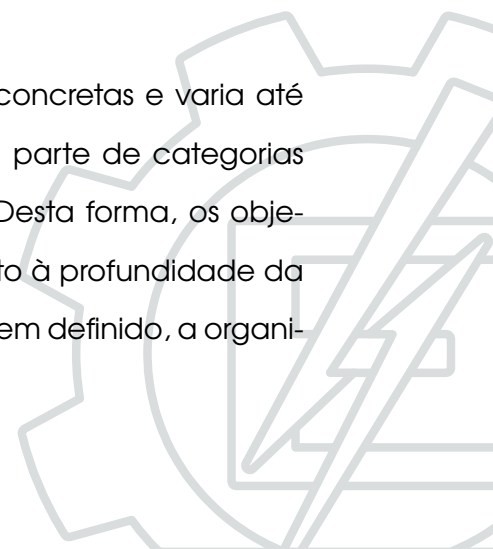 concretas e varia até
parte de categorias
Desta forma, os obje-
to à profundidade da
em definido, a organi-